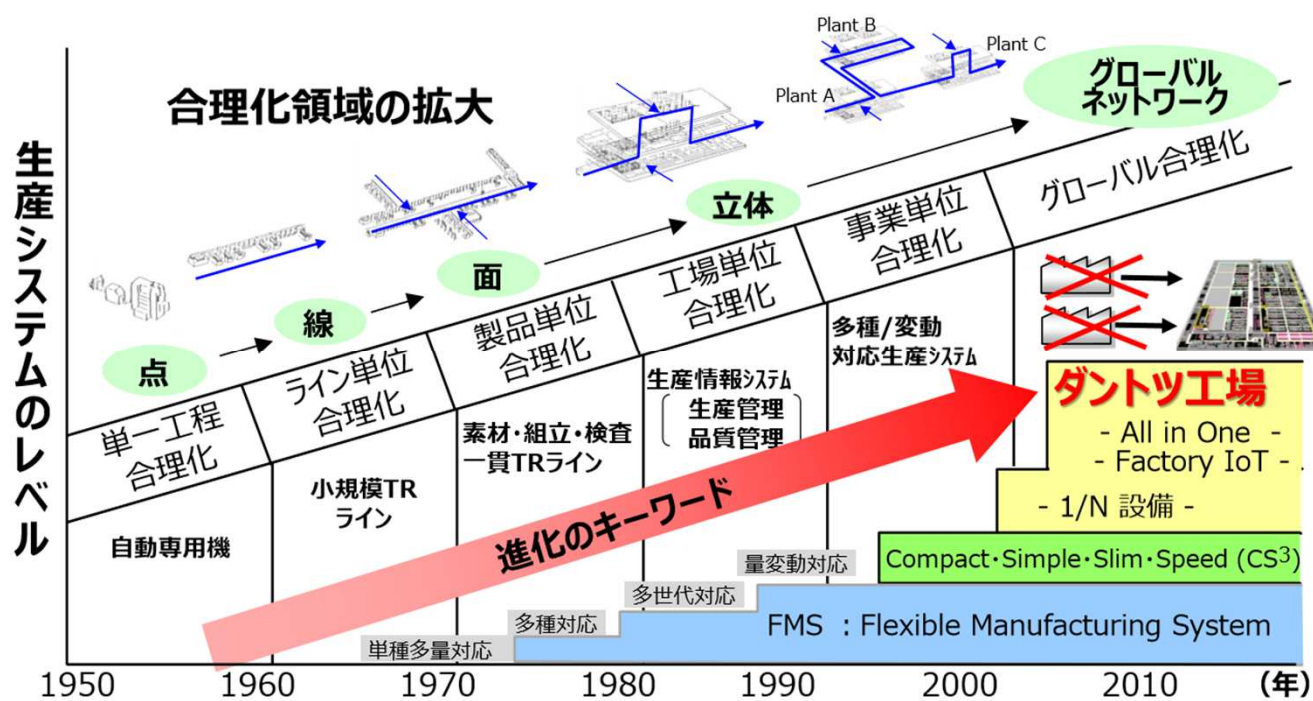 合理化領域の拡大
生産システムのレベル
Plant A
Plant B
Plant C
点
線
面
立体
グローバル
ネットワーク
単一工程
合理化
ライン単位
合理化
製品単位
合理化
工場単位
合理化
事業単位
合理化
グローバル合理化
自動専用機
小規模TR
ライン
素材・組立・検査
一貫TRライン
生産情報システム
生産管理
品質管理
多種/変動
対応生産システム
進化のキーワード
ダントツ工場
- All in One -
- Factory IoT -
- 1/N 設備 -
Compact・Simple・Slim・Speed (CS³)
FMS : Flexible Manufacturing System
単種多量対応
多種対応
多世代対応
量変動対応
1950 1960 1970 1980 1990 2000 2010 (年)